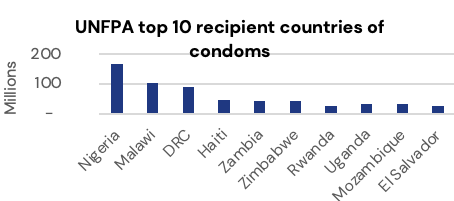 UNFPA top 10 recipient countries of
condoms
Millions
200
100
-
Nigeria
Malawi
DRC
Haiti
Zambia
Zimbabwe
Rwanda
Uganda
Mozambique
El Salvador